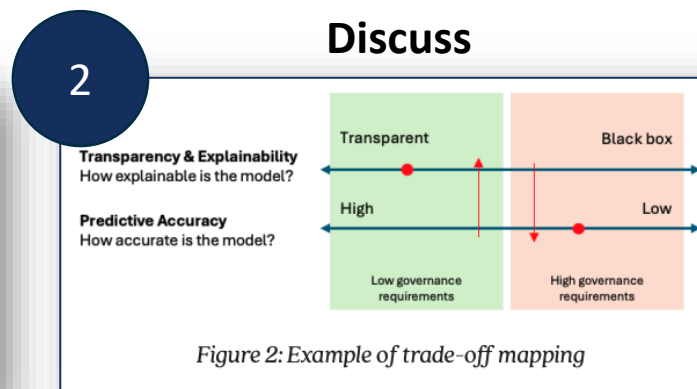 Discuss
2
Transparency & Explainability
How explainable is the model?
Transparent
Black box
Predictive Accuracy
How accurate is the model?
High
Low
Low governance
requirements
High governance
requirements
Figure 2: Example of trade-off mapping